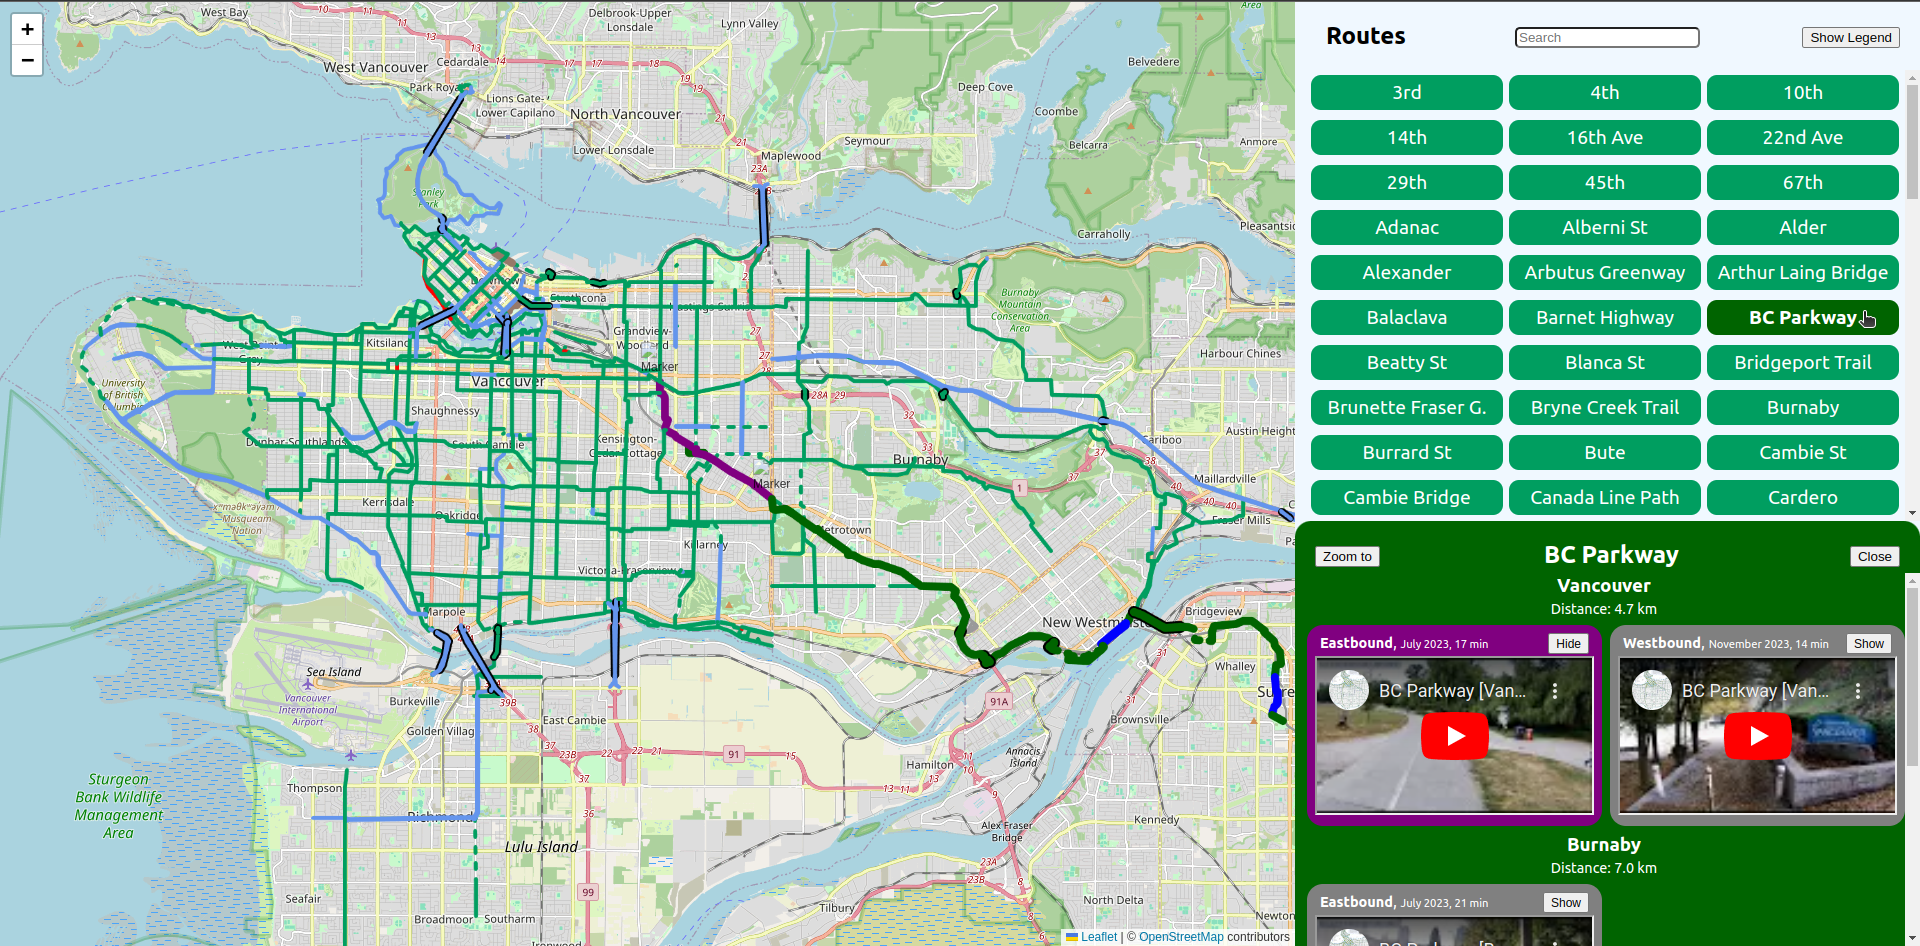 +
−
West Bay
Delbrook-Upper
Lonsdale
Lynn Valley
Area
West Vancouver
Cedardale
Belvedere
Park Royal
Lions Gate-
Lower Capilano
Deep Cove
North Vancouver
Coombe
Lower Lonsdale
Seymour
Maplewood
Belcarra
Anmore
Stanley
Park
Carraholly
Pleasantsi
Strathcona
Hastings-Sunrise
Burnaby
Mountain
Conservation
Area
Grandview-
Woodland
Kitsilano
West Point
Grey
Marker
Vancouver
University
of British
Columbia
Harbour Chines
Shaughnessy
Dunbar-Southlands
South Cambie
Kensington-
Cedar Cottage
Burnaby
Cariboo
Austin Height
Marker
Maillardville
Kerrisdale
Oakridge
Musqueam
Nation
Fraser Mills
Metrotown
Killarney
Victoria-Fraserview
Marpole
New Westminster
Bridgeview
Sea Island
Whalley
Vancouver
International
Airport
Burkeville
Surre
East Cambie
Brownsville
Golden Village
Annacis
Island
Hamilton
Sturgeon
Bank Wildlife
Management
Area
Thompson
Richmond
Lulu Island
Alex Fraser
Bridge
Kennedy
Seafair
Broadmoor
Southarm
Tilbury
North Delta
Newton
Ironwood
Leaflet | © OpenStreetMap contributors
Routes
Search
Show Legend
3rd
4th
10th
14th
16th Ave
22nd Ave
29th
45th
67th
Adanac
Alberni St
Alder
Alexander
Arbutus Greenway
Arthur Laing Bridge
Balaclava
Barnet Highway
BC Parkway
Beatty St
Blanca St
Bridgeport Trail
Brunette Fraser G.
Bryne Creek Trail
Burnaby
Burrard St
Bute
Cambie St
Cambie Bridge
Canada Line Path
Cardero
Zoom to
BC Parkway
Close
Vancouver
Distance: 4.7 km
Eastbound, July 2023, 17 min
Hide
BC Parkway [Van...
Westbound, November 2023, 14 min
Show
BC Parkway [Van...
Burnaby
Distance: 7.0 km
Eastbound, July 2023, 21 min
Show